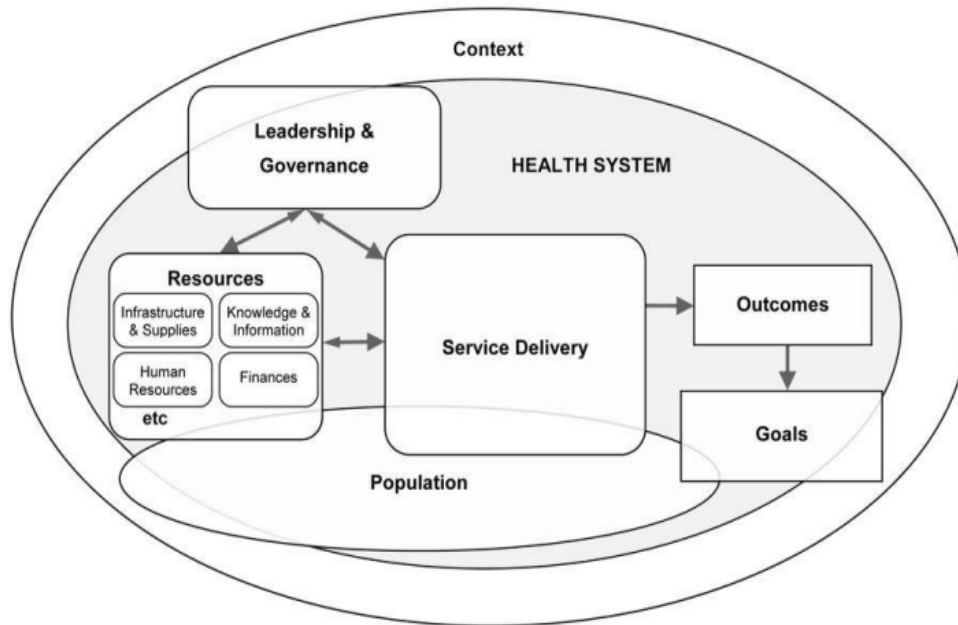 Context
Leadership &
Governance
HEALTH SYSTEM
Resources
Infrastructure
& Supplies
Knowledge &
Information
Human
Resources
Finances
etc
Service Delivery
Outcomes
Goals
Population